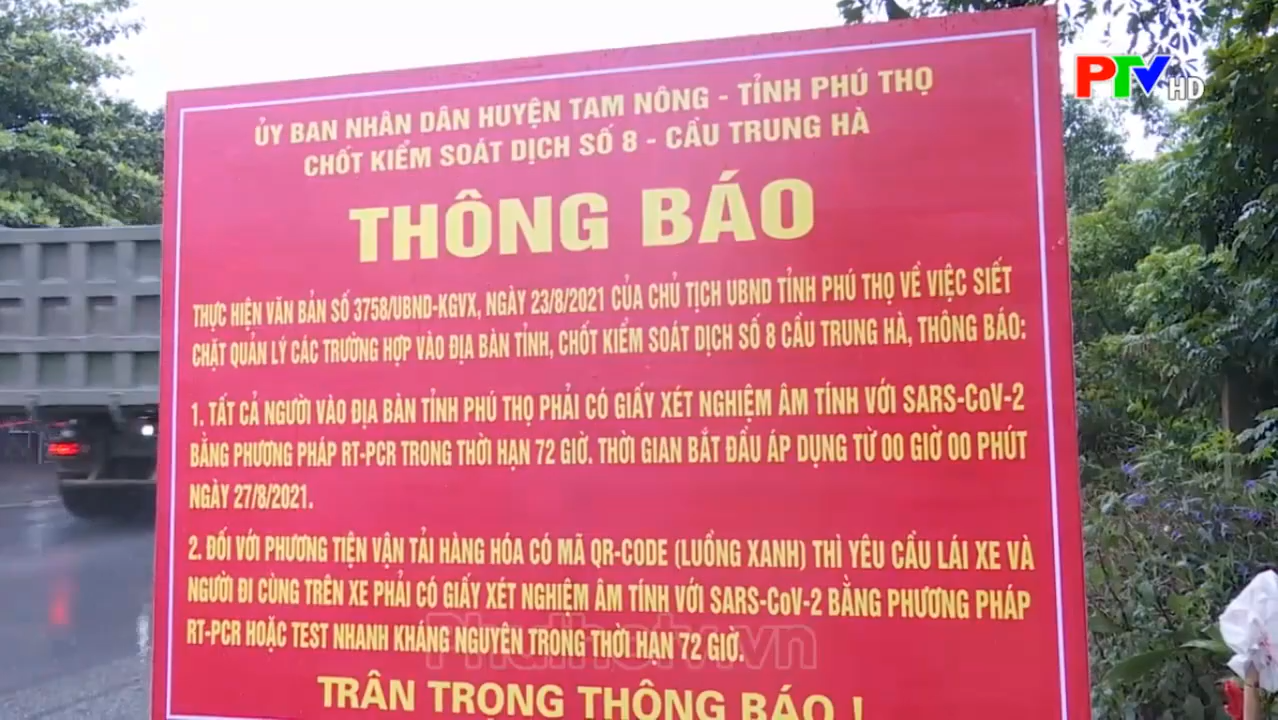 PTV HD
ỦY BAN NHÂN DÂN HUYỆN TAM NÔNG - TỈNH PHÚ THỌ
CHỐT KIỂM SOÁT DỊCH SỐ 8 - CẦU TRUNG HÀ
THÔNG BÁO
THỰC HIỆN VĂN BẢN SỐ 3758/UBND-KGVX, NGÀY 23/8/2021 CỦA CHỦ TỊCH UBND TỈNH PHÚ THỌ VỀ VIỆC SIẾT
CHẶT QUẢN LÝ CÁC TRƯỜNG HỢP VÀO ĐỊA BÀN TỈNH, CHỐT KIỂM SOÁT DỊCH SỐ 8 CẦU TRUNG HÀ, THÔNG BÁO:
1. TẤT CẢ NGƯỜI VÀO ĐỊA BÀN TỈNH PHÚ THỌ PHẢI CÓ GIẤY XÉT NGHIỆM ÂM TÍNH VỚI SARS-CoV-2
BẰNG PHƯƠNG PHÁP RT-PCR TRONG THỜI HẠN 72 GIỜ. THỜI GIAN BẮT ĐẦU ÁP DỤNG TỪ 00 GIỜ 00 PHÚT
NGÀY 27/8/2021.
2. ĐỐI VỚI PHƯƠNG TIỆN VẬN TẢI HÀNG HÓA CÓ MÃ QR-CODE (LUỒNG XANH) THÌ YÊU CẦU LÁI XE VÀ
NGƯỜI ĐI CÙNG TRÊN XE PHẢI CÓ GIẤY XÉT NGHIỆM ÂM TÍNH VỚI SARS-CoV-2 BẰNG PHƯƠNG PHÁP
RT-PCR HOẶC TEST NHANH KHÁNG NGUYÊN TRONG THỜI HẠN 72 GIỜ.
Phuthotv.vn
TRÂN TRỌNG THÔNG BÁO !